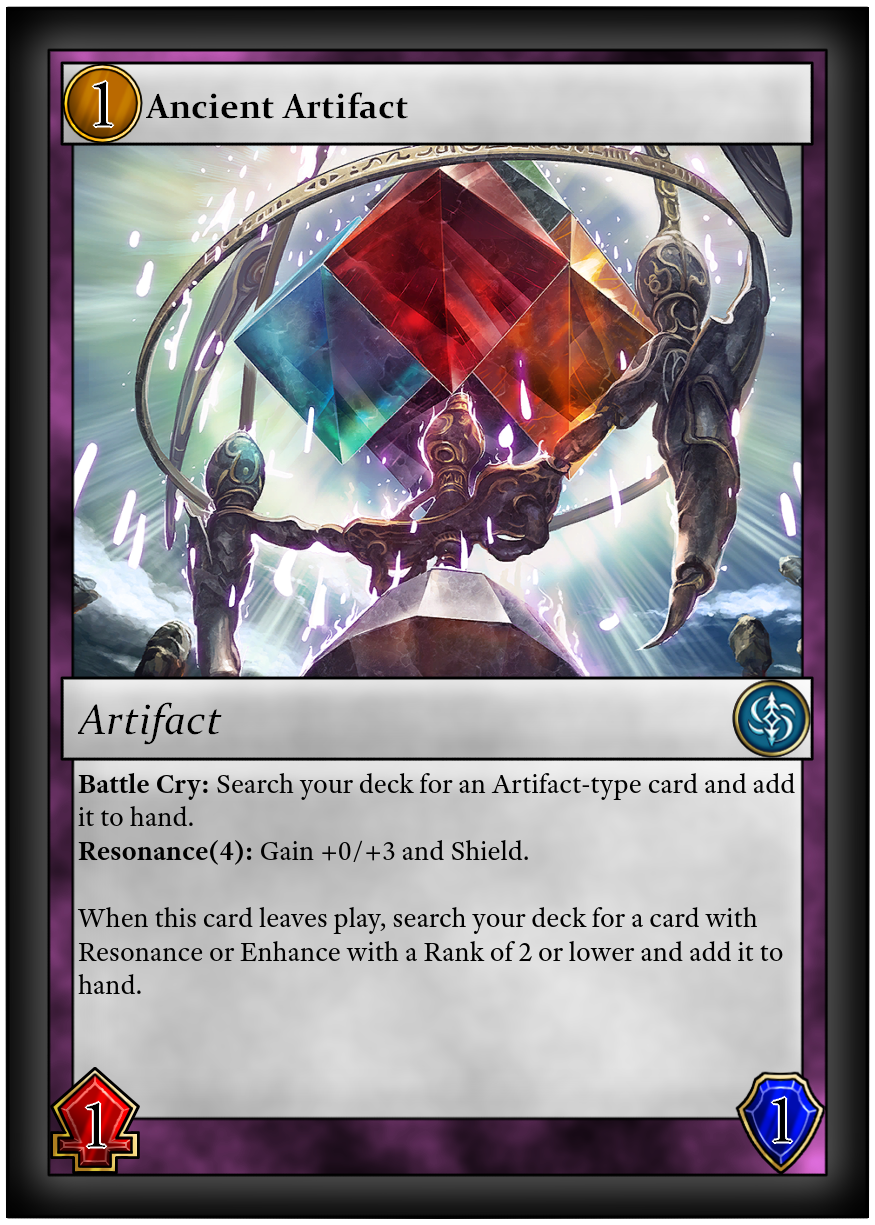 1 Ancient Artifact
Artifact
Battle Cry: Search your deck for an Artifact-type card and add
it to hand.
Resonance(4): Gain +0/+3 and Shield.
When this card leaves play, search your deck for a card with
Resonance or Enhance with a Rank of 2 or lower and add it to
hand.
1 1